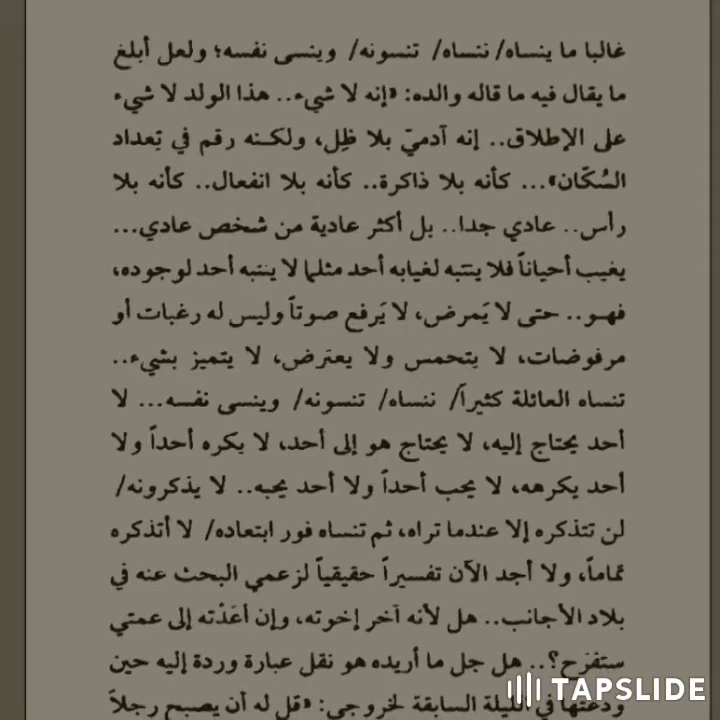 غالبا ما ينساه/ ننساه/ تنسونه/ وينسى نفسه؛ ولعل أبلغ
ما يقال فيه ما قاله والده: «إنه لا شيء.. هذا الولد لا شيء
على الإطلاق.. إنه آدميّ بلا ظِل، ولكنه رقم في تِعداد
السُكّان»... كأنه بلا ذاكرة.. كأنه بلا انفعال.. كأنه بلا
رأس.. عادي جدا.. بل أكثر عادية من شخص عادي...
يغيب أحياناً فلا ينتبه لغيابه أحد مثلما لا ينتبه أحد لوجوده،
فهو.. حتى لا يَمرض، لا يَرفع صوتاً وليس له رغبات أو
مرفوضات، لا يتحمس ولا يعترض، لا يتميز بشيء..
تنساه العائلة كثيراً/ ننساه/ تنسونه/ وينسى نفسه... لا
أحد يحتاج إليه، لا يحتاج هو إلى أحد، لا يكره أحداً ولا
أحد يكرهه، لا يحب أحداً ولا أحد يحبه.. لا يذكرونه/
لن تتذكره إلا عندما تراه، ثم تنساه فور ابتعاده/ لا أتذكره
تماماً، ولا أجد الآن تفسيراً حقيقياً لزعمي البحث عنه في
بلاد الأجانب.. هل لأنه آخر إخوته، وإن أعَدْته إلى عمتي
ستفرح؟.. هل جل ما أريده هو نقل عبارة وردة إليه حين
ودعتها في الليلة السابقة لخروجي: «قل له أن يصبح رجلاً
TAPSLIDE